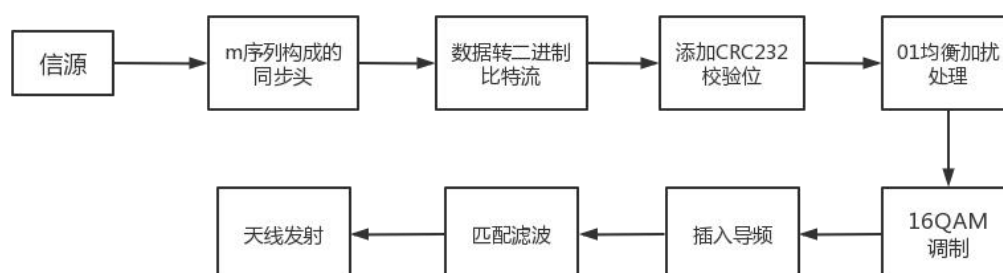 信源
m序列构成的
同步头
数据转二进制
比特流
添加CRC232
校验位
01均衡加扰
处理
16QAM
调制
插入导频
匹配滤波
天线发射